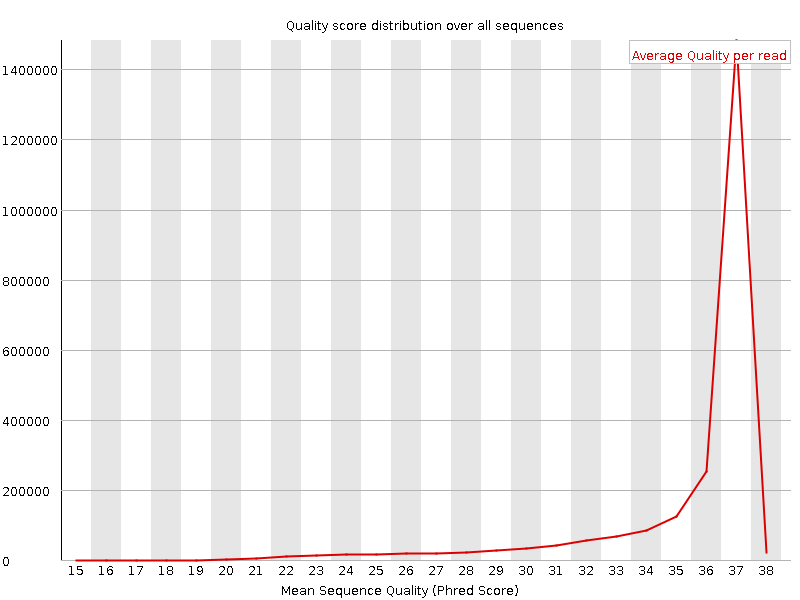 Quality score distribution over all sequences
Average Quality per read
1400000
1200000
1000000
800000
600000
400000
200000
0
15 16 17 18 19 20 21 22 23 24 25 26 27 28 29 30 31 32 33 34 35 36 37 38
Mean Sequence Quality (Phred Score)